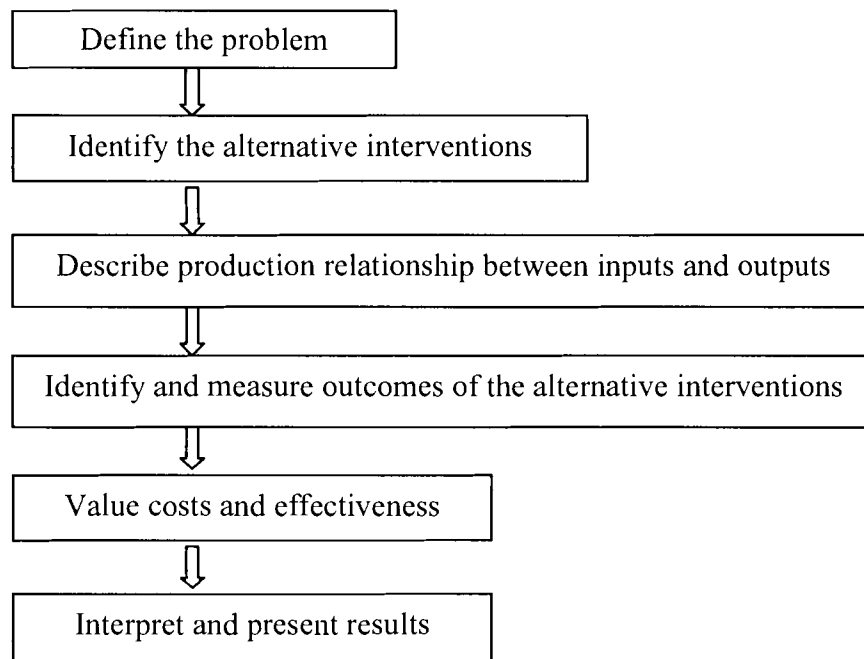 Define the problem
Identify the alternative interventions
Describe production relationship between inputs and outputs
Identify and measure outcomes of the alternative interventions
Value costs and effectiveness
Interpret and present results